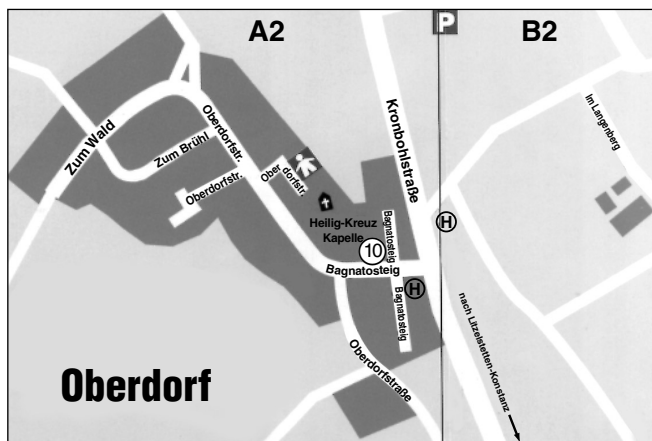 A2
B2
P
Kronbohlstraße
Im Langenberg
Zum Wald
Oberdorfstr.
Zum Brühl
Ober
dorfstr.
Oberdorfstr.
Heilig-Kreuz
Kapelle
Bagnatosteig
10
Bagnatosteig
H
H
Bagnatosteig
nach Litzelstetten-Konstanz
Oberdorfstraße
Oberdorf